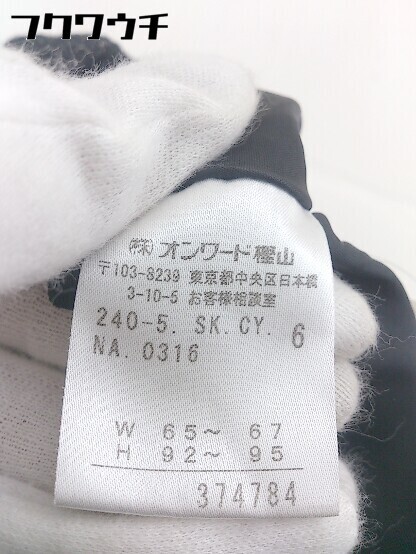 フクワウチ
(株) オンワード樫山
〒103-8239 東京都中央区日本橋
3-10-5 お客様相談室
240-5. SK.CY. 6
NA. 0316
W 65～ 67
H 92～ 95
374784